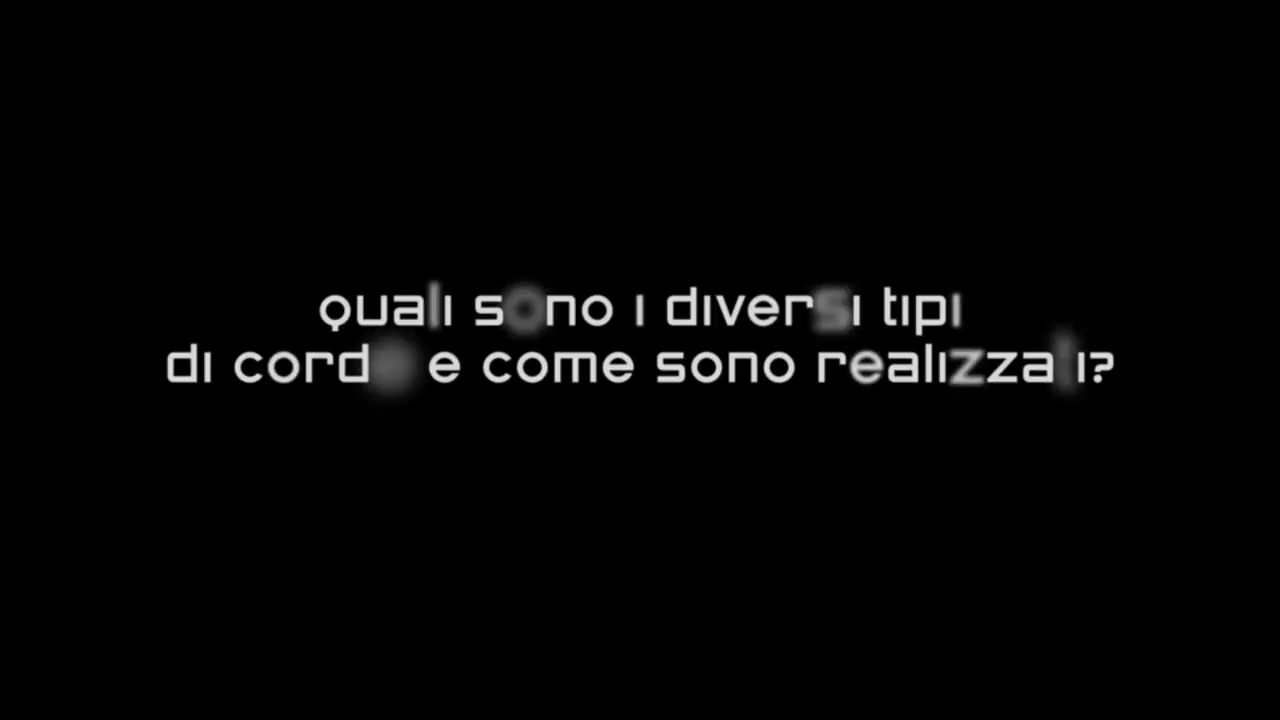 quali sono i diversi tipi
di corde e come sono realizzati?